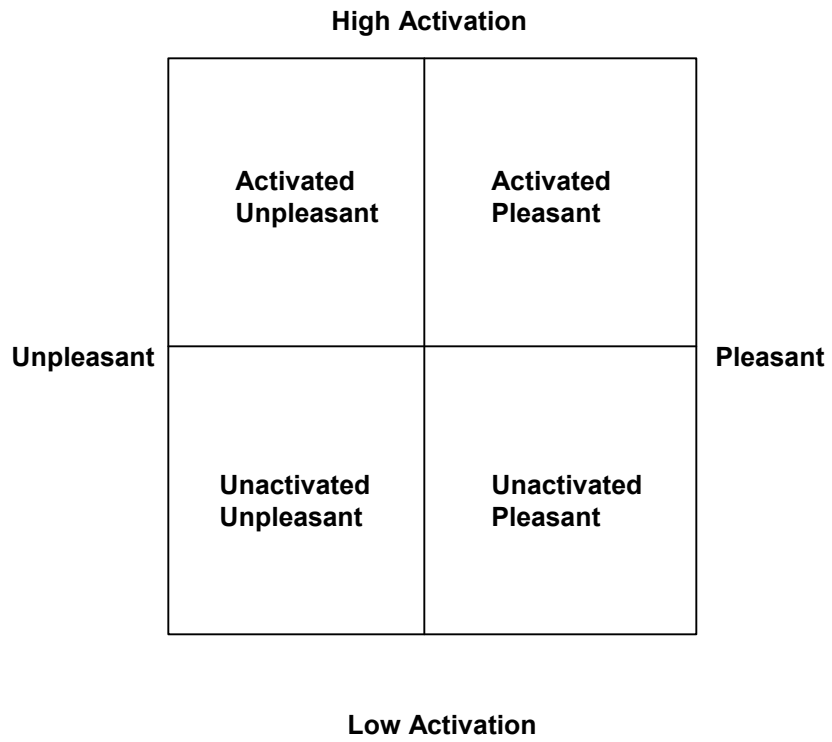 High Activation
Activated
Unpleasant
Activated
Pleasant
Unpleasant
Pleasant
Unactivated
Unpleasant
Unactivated
Pleasant
Low Activation